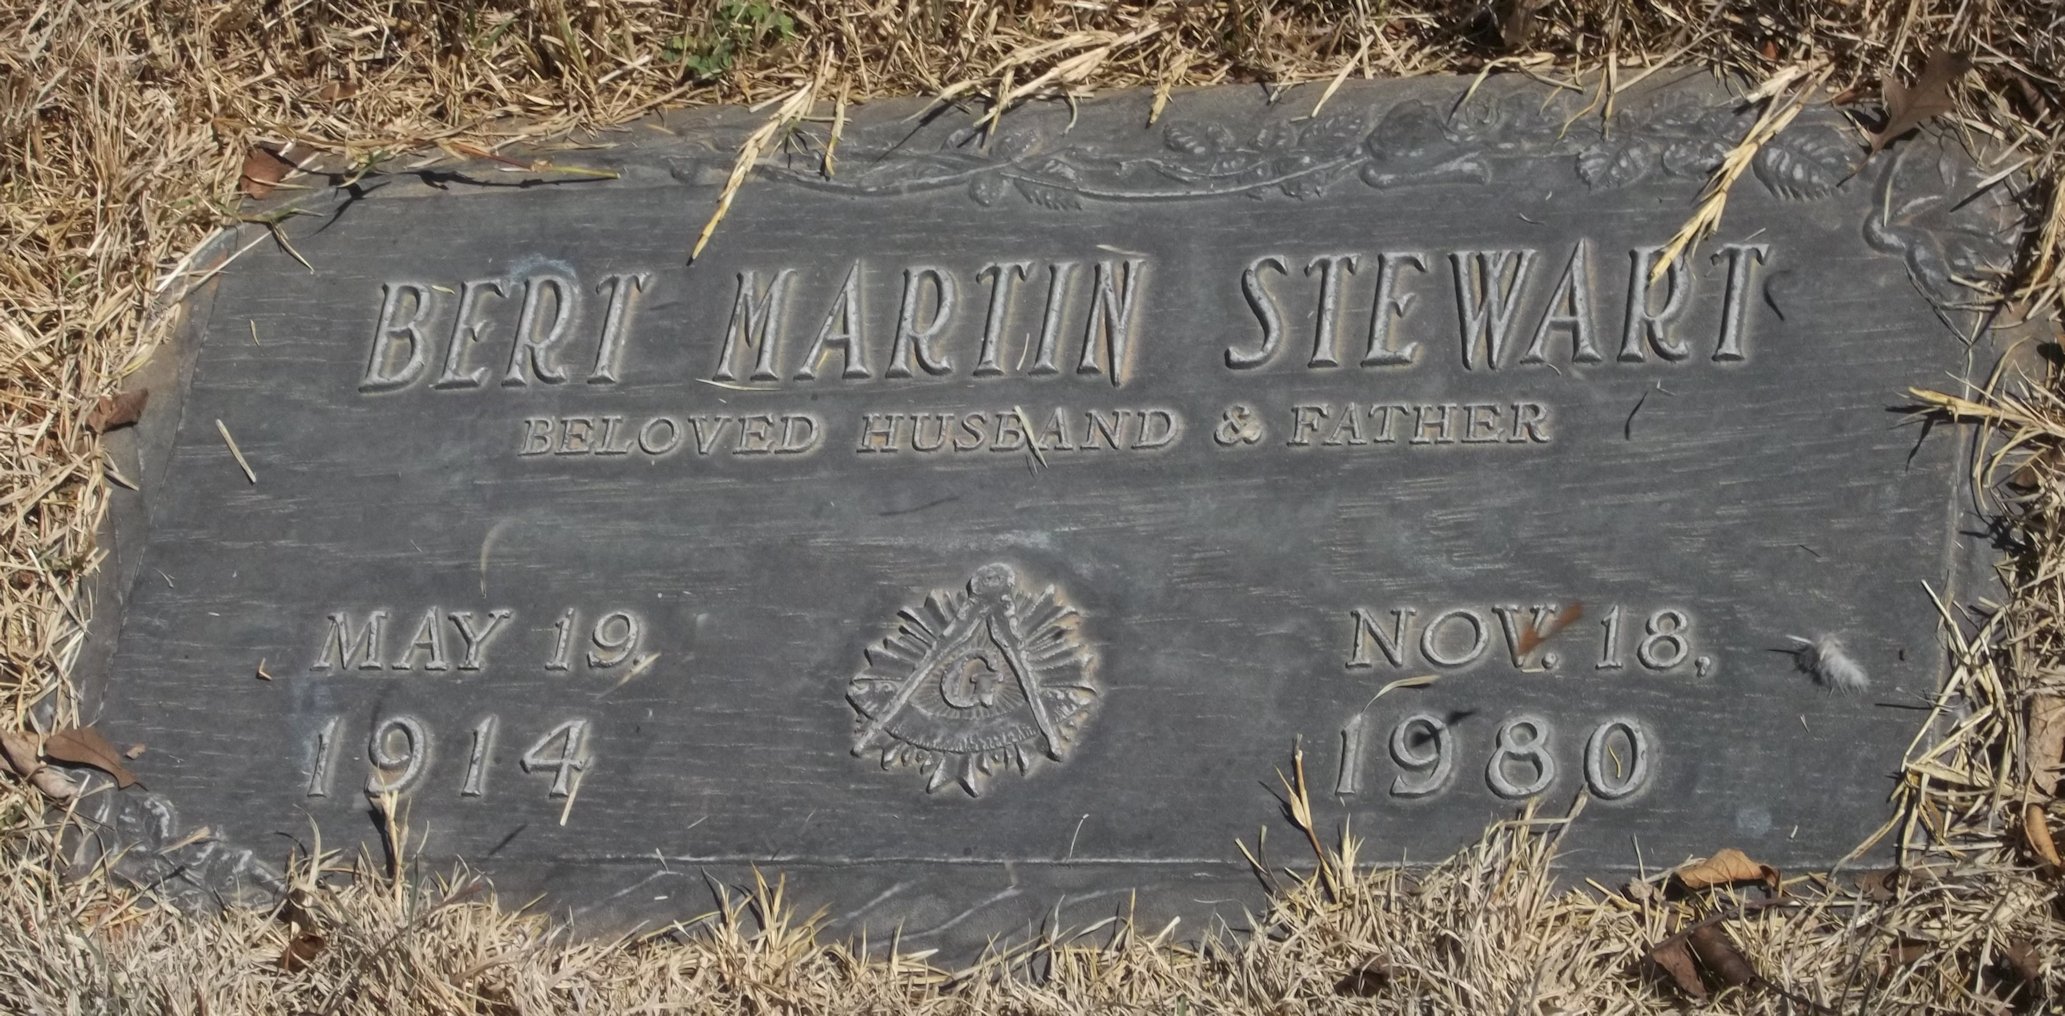 BERT MARTIN STEWART
BELOVED HUSBAND & FATHER
MAY 19, NOV. 18,
G
1914 1980